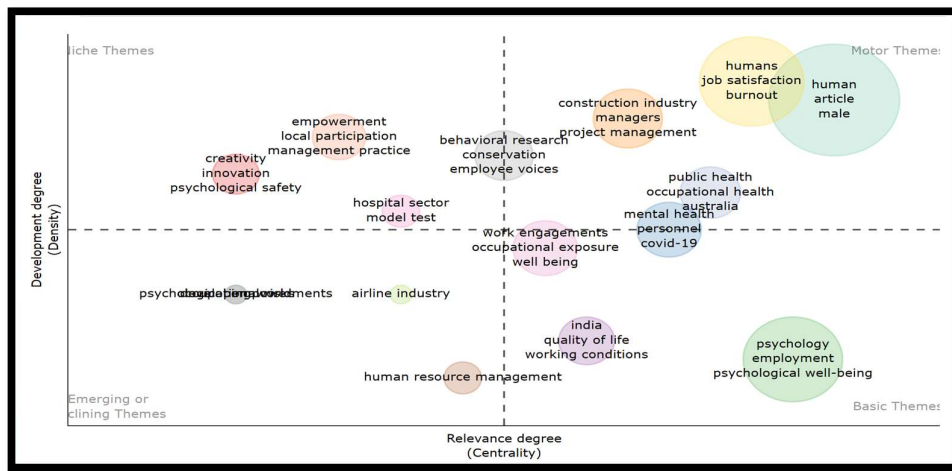 Niche Themes
Motor Themes
humans
job satisfaction
burnout
human
article
male
construction industry
managers
project management
empowerment
local participation
management practice
behavioral research
conservation
employee voices
creativity
innovation
psychological safety
public health
occupational health
australia
hospital sector
model test
mental health
personnel
covid-19
work engagements
occupational exposure
well being
airline industry
india
quality of life
working conditions
psychology
employment
psychological well-being
human resource management
Emerging or
clining Themes
Basic Themes
Development degree
(Density)
Relevance degree
(Centrality)